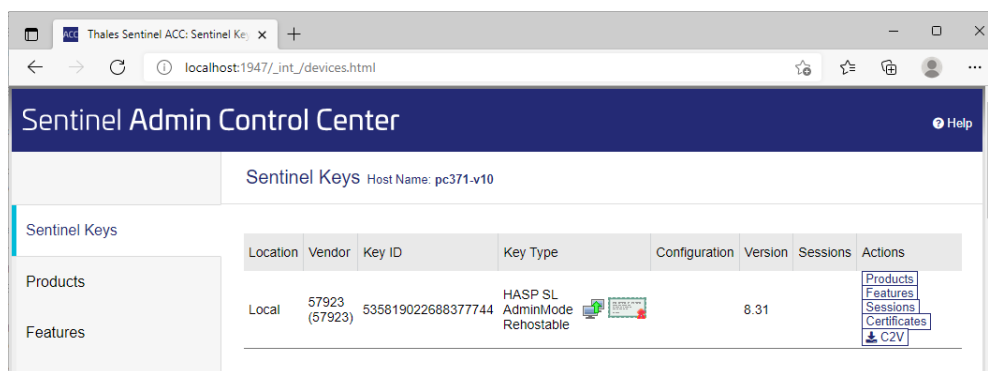 ACC Thales Sentinel ACC: Sentinel Key
localhost:1947/_int_/devices.html
Sentinel Admin Control Center
Help
Sentinel Keys Host Name: pc371-v10
Sentinel Keys
Products
Features
Location Vendor Key ID Key Type Configuration Version Sessions Actions
Local 57923 (57923) 535819022688377744 HASP SL AdminMode Rehostable 8.31
Products
Features
Sessions
Certificates
C2V